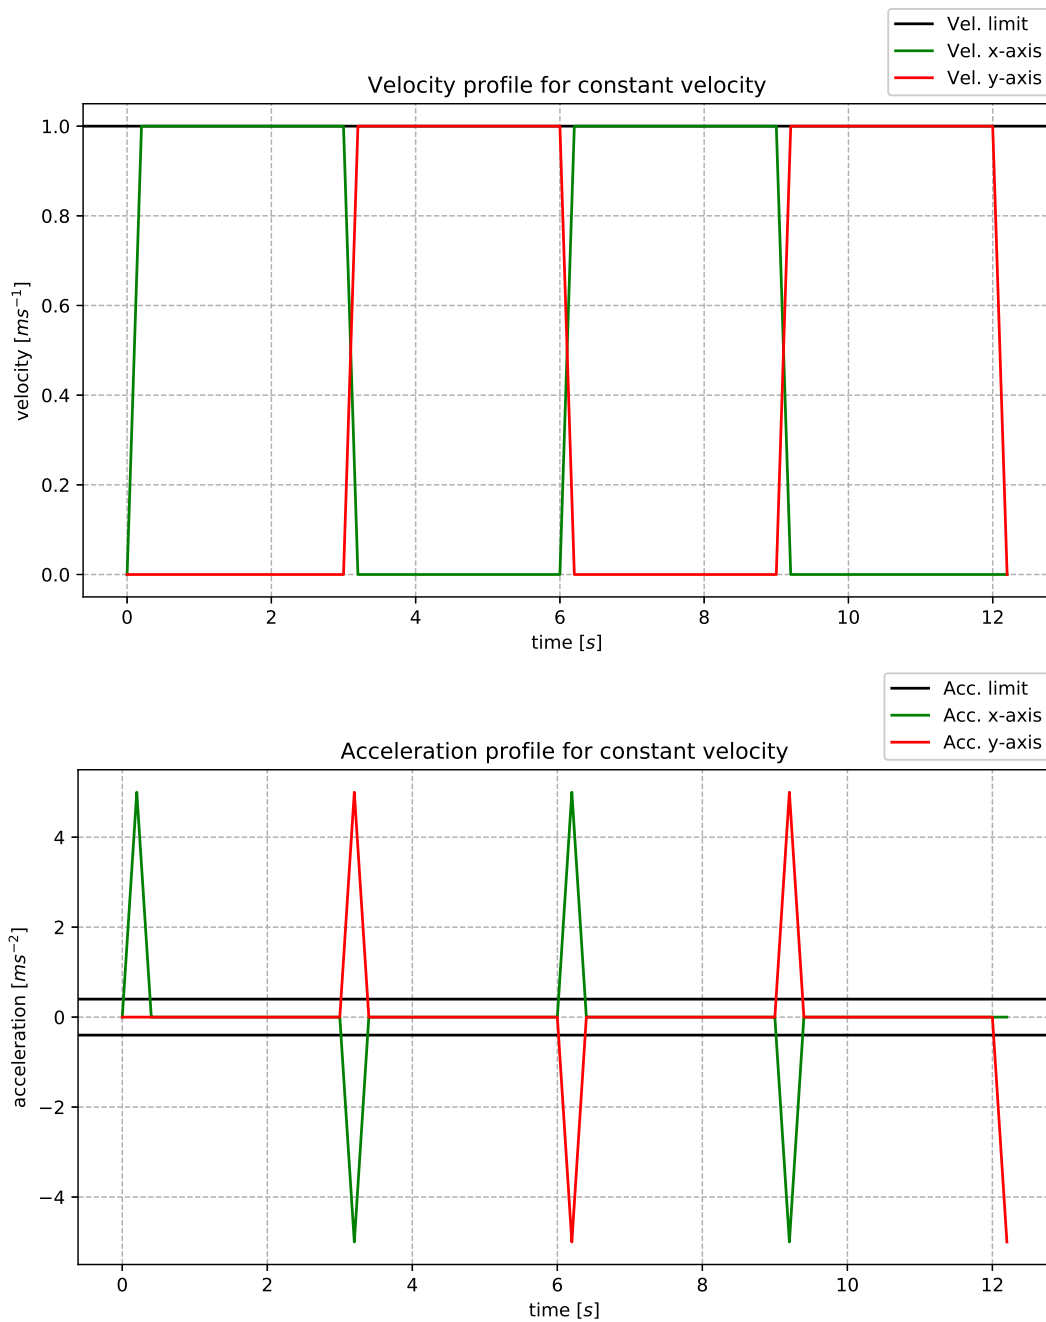 Vel. limit
Vel. x-axis
Vel. y-axis
Velocity profile for constant velocity
1.0
0.8
0.6
0.4
0.2
0.0
velocity [ms⁻¹]
0 2 4 6 8 10 12
time [s]
Acc. limit
Acc. x-axis
Acc. y-axis
Acceleration profile for constant velocity
4
2
0
−2
−4
acceleration [ms⁻²]
0 2 4 6 8 10 12
time [s]